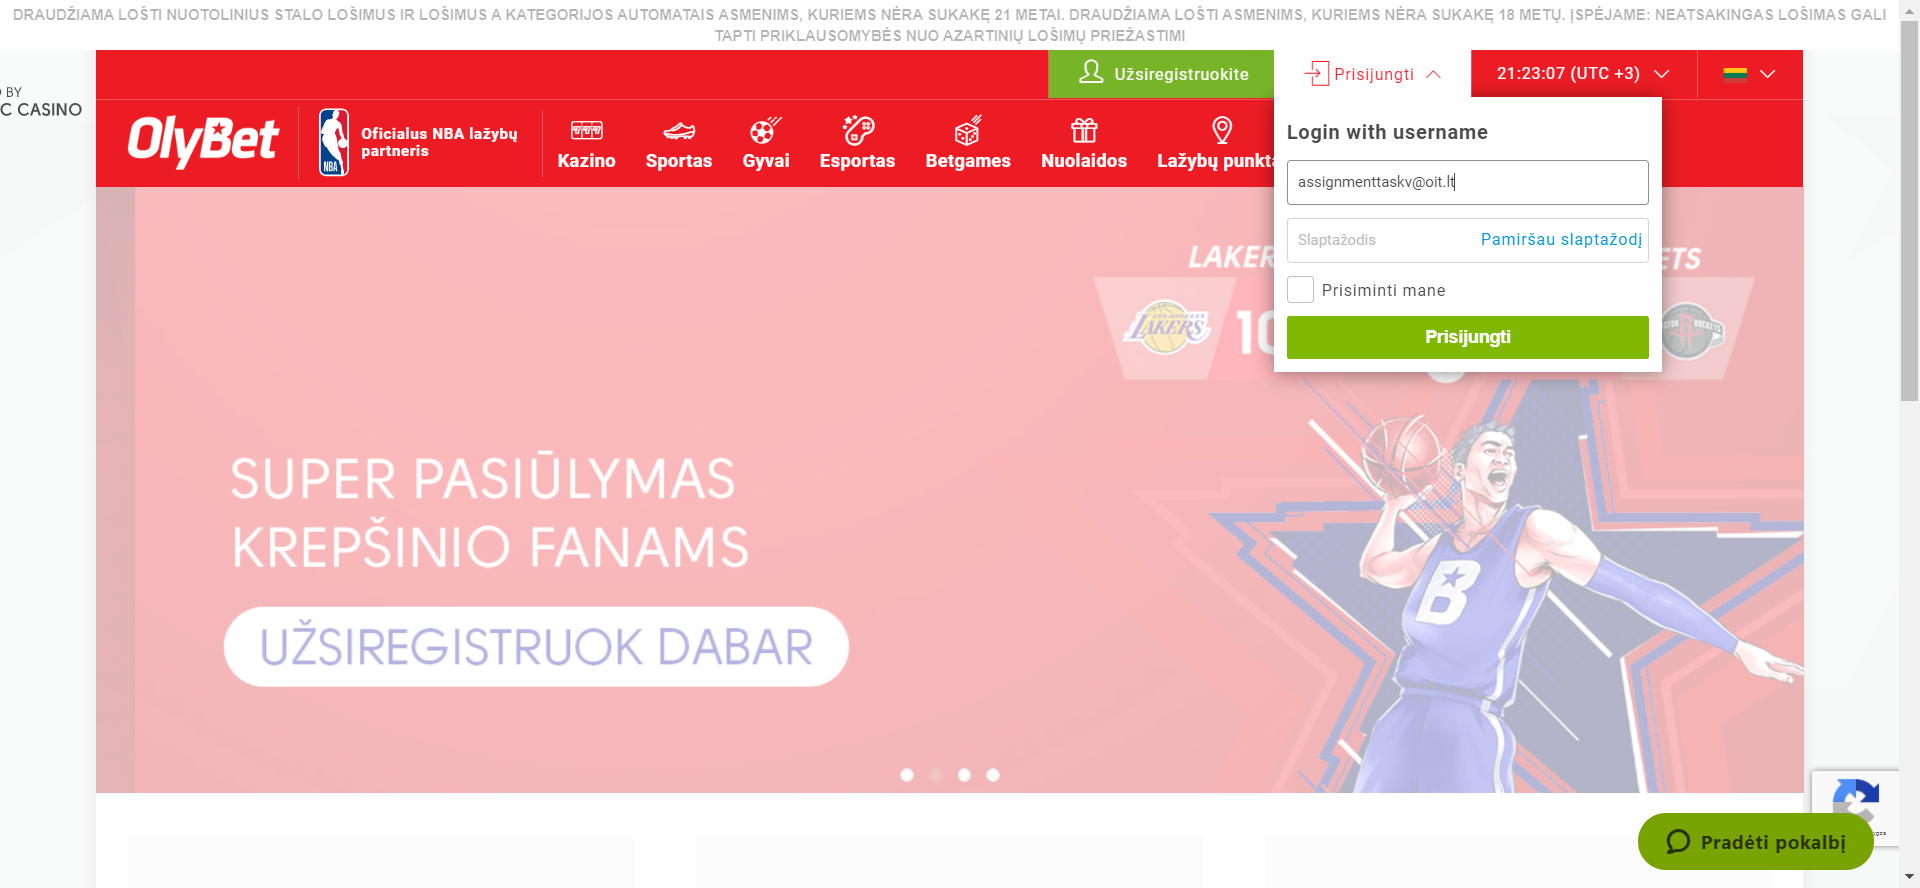 DRAUDŽIAMA LOŠTI NUOTOLINIUS STALO LOŠIMUS IR LOŠIMUS A KATEGORIJOS AUTOMATAIS ASMENIMS, KURIEMS NĖRA SUKAKĘ 21 METAI. DRAUDŽIAMA LOŠTI ASMENIMS, KURIEMS NĖRA SUKAKĘ 18 METŲ. ĮSPĖJAME: NEATSAKINGAS LOŠIMAS GALI
TAPTI PRIKLAUSOMYBĖS NUO AZARTINIŲ LOŠIMŲ PRIEŽASTIMI
BY
C CASINO
Užsiregistruokite
Prisijungti
21:23:07 (UTC +3)
OlyBet
NBA
Oficialus NBA lažybų
partneris
Kazino
Sportas
Gyvai
Esportas
Betgames
Nuolaidos
Lažybų punkta
Login with username
assignmenttaskv@oit.lt
Slaptažodis
Pamiršau slaptažodį
Prisiminti mane
Prisijungti
LAKER
ETS
LOS ANGELES
LAKERS
10
ROCKETS
SUPER PASIŪLYMAS
KREPŠINIO FANAMS
UŽSIREGISTRUOK DABAR
B
Pradėti pokalbį